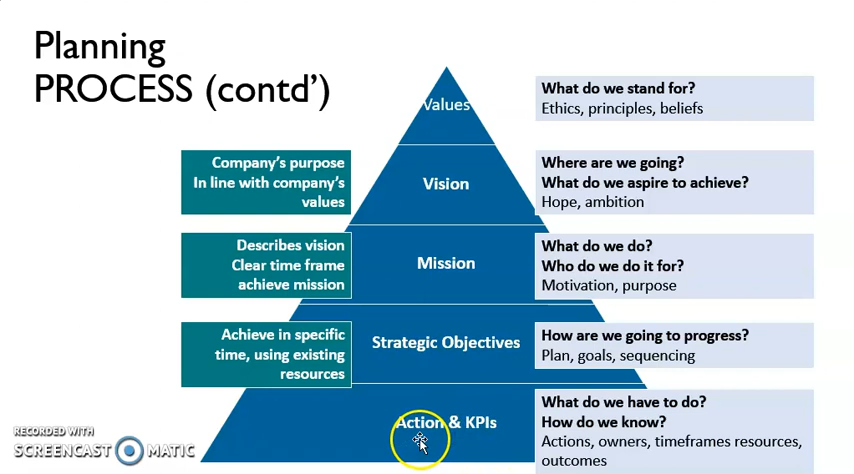 Planning
PROCESS (contd')
Values
What do we stand for?
Ethics, principles, beliefs
Company's purpose
In line with company's
values
Vision
Where are we going?
What do we aspire to achieve?
Hope, ambition
Describes vision
Clear time frame
achieve mission
Mission
What do we do?
Who do we do it for?
Motivation, purpose
Achieve in specific
time, using existing
resources
Strategic Objectives
How are we going to progress?
Plan, goals, sequencing
Action & KPIs
What do we have to do?
How do we know?
Actions, owners, timeframes resources,
outcomes
RECORDED WITH
SCREENCAST MATIC